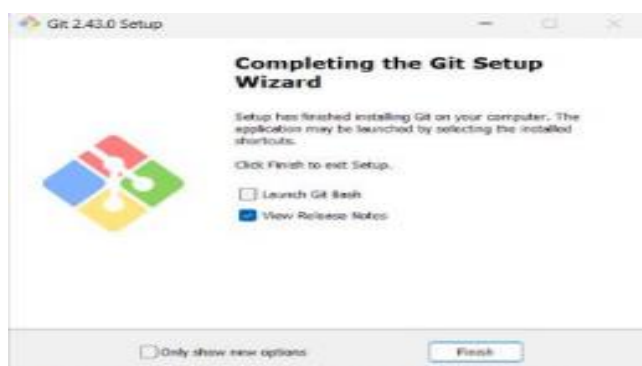 Git 2.43.0 Setup
Completing the Git Setup
Wizard
Setup has finished installing Git on your computer. The
application may be launched by selecting the installed
shortcuts.
Click Finish to exit Setup.
Launch Git Bash
View Release Notes
Only show new options
Finish